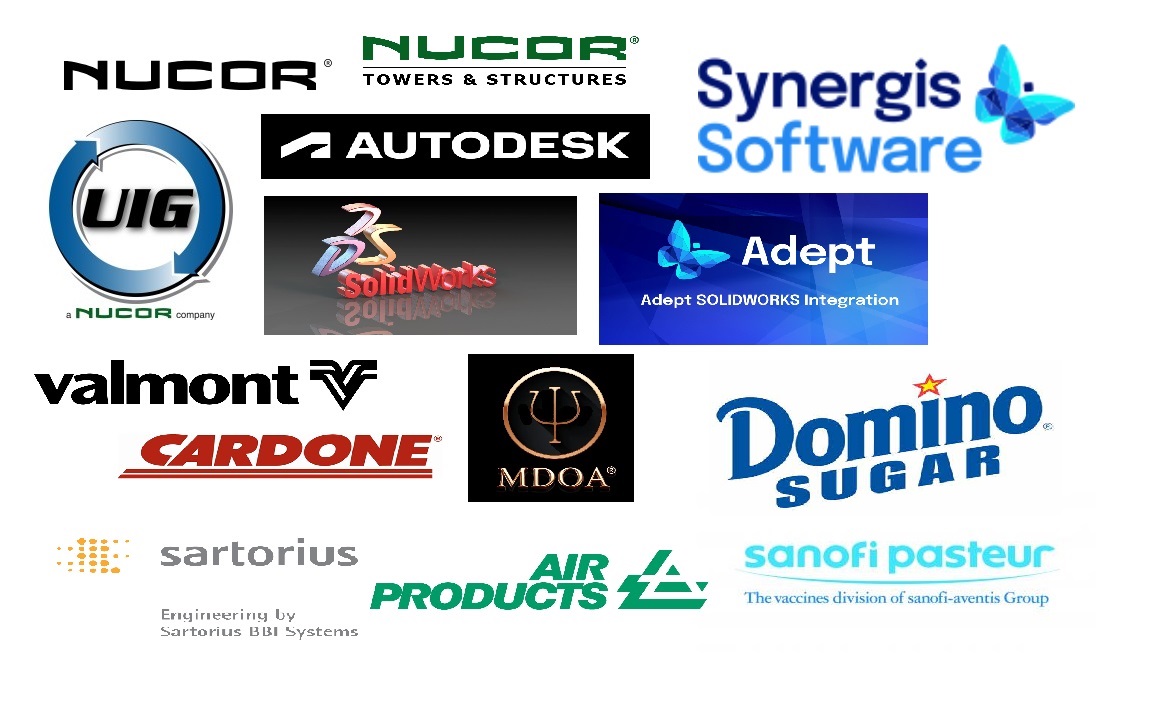 NUCOR®
NUCOR®
TOWERS & STRUCTURES
Synergis
Software
AUTODESK
UIG
a NUCOR company
3DS
SolidWorks
Adept
Adept SOLIDWORKS Integration
valmont
CARDONE®
MDOA®
Domino®
SUGAR
sartorius
Engineering by
Sartorius BBI Systems
AIR
PRODUCTS
sanofi pasteur
The vaccines division of sanofi-aventis Group